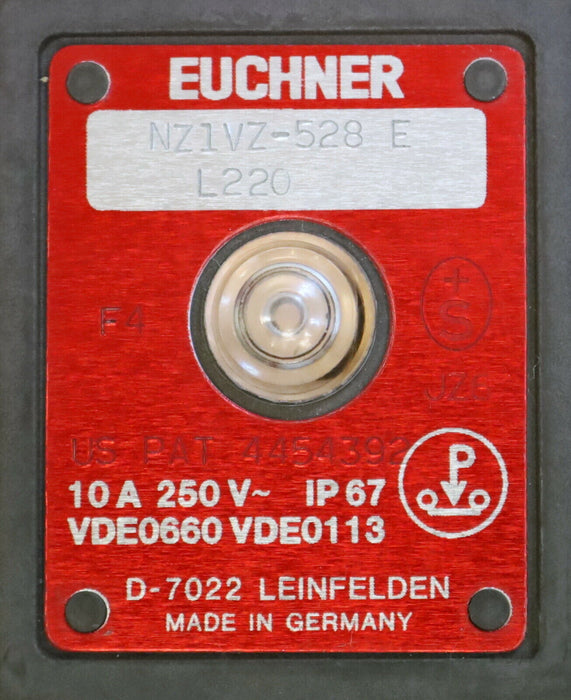 EUCHNER
NZ1VZ-528 E
L220
+
S
F4
JZE
US PAT 4454392
P
10 A 250 V~ IP 67
VDE0660 VDE0113
D-7022 LEINFELDEN
MADE IN GERMANY